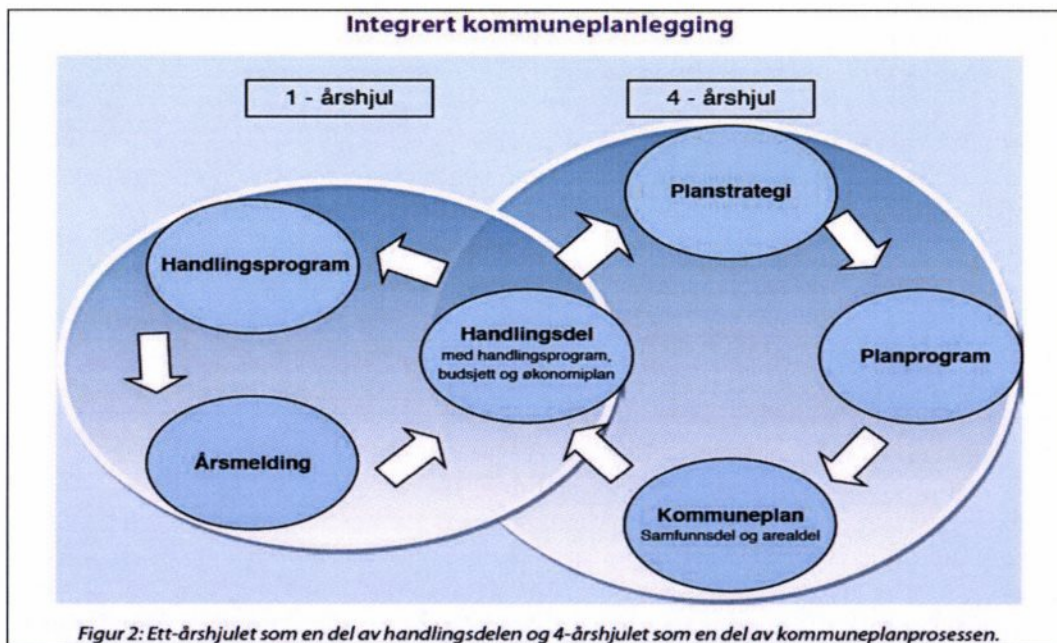 Integrert kommuneplanlegging
1 - årshjul
4 - årshjul
Planstrategi
Handlingsprogram
Handlingsdel
med handlingsprogram,
budsjett og økonomiplan
Planprogram
Årsmelding
Kommuneplan
Samfunnsdel og arealdel
Figur 2: Ett-årshjulet som en del av handlingsdelen og 4-årshjulet som en del av kommuneplanprosessen.